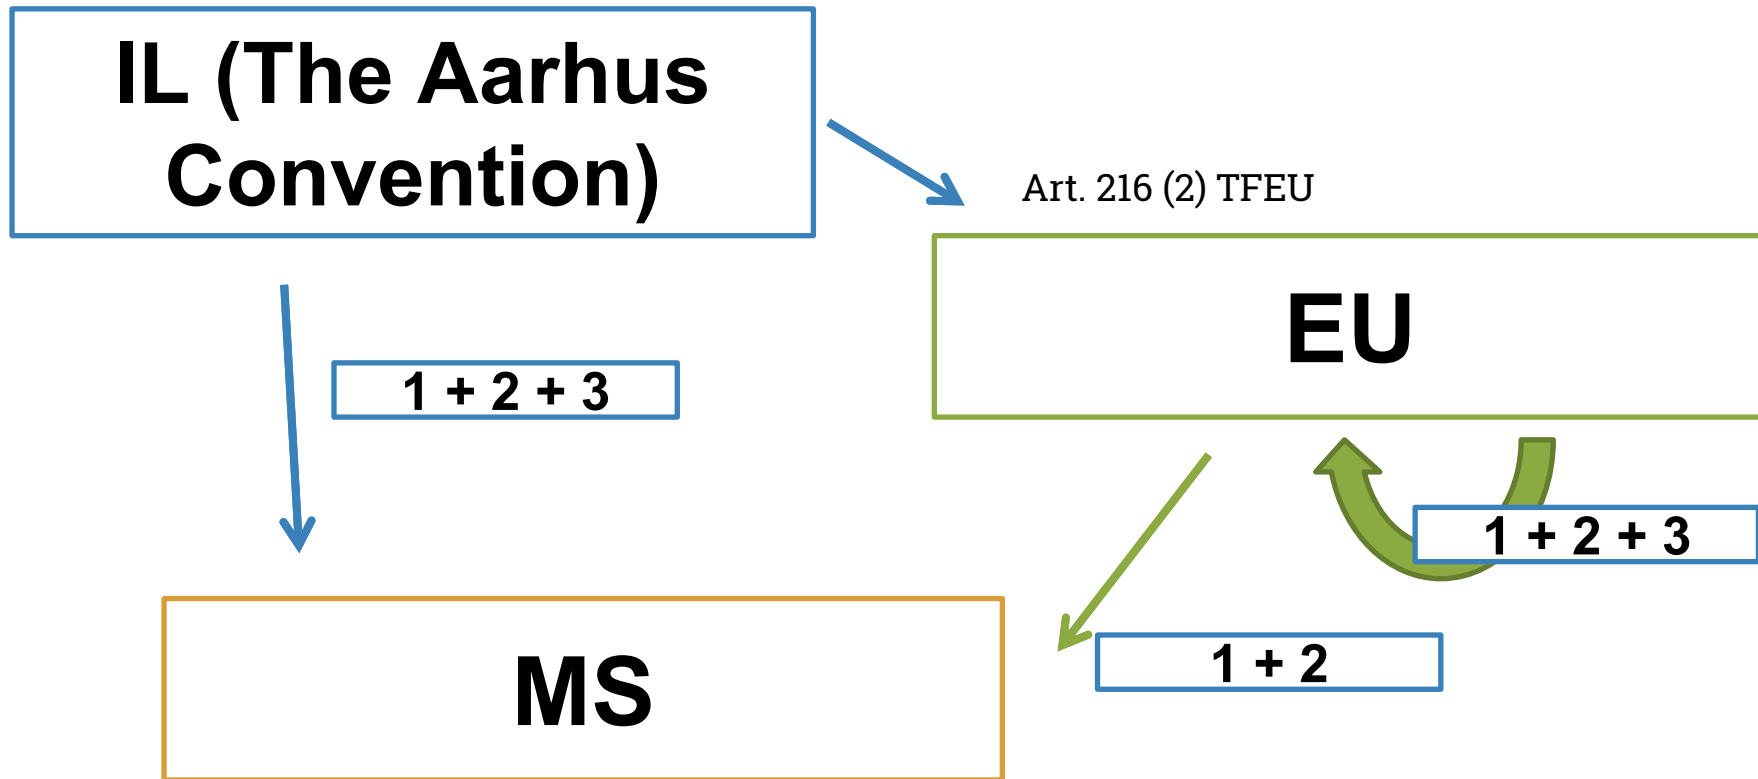 IL (The Aarhus
Convention)
Art. 216 (2) TFEU
EU
1 + 2 + 3
1 + 2 + 3
1 + 2
MS